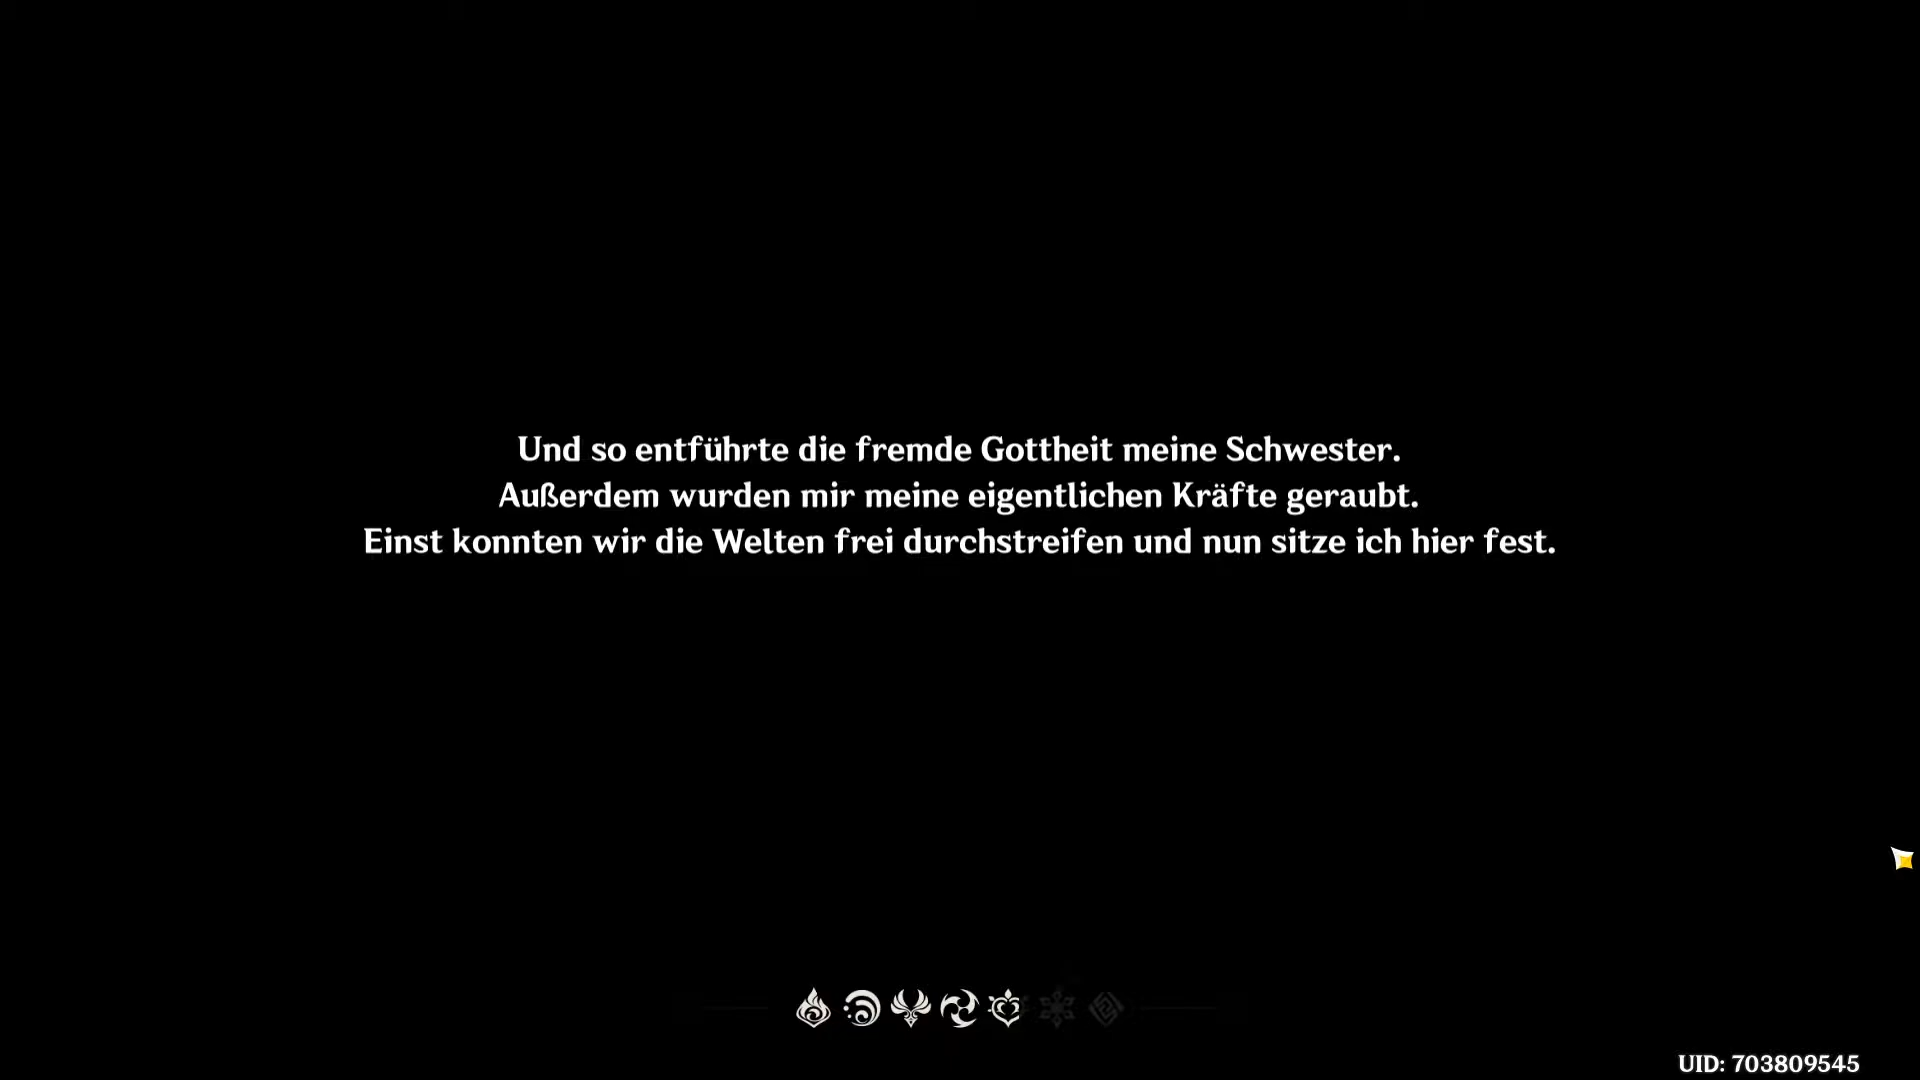 Und so entführte die fremde Gottheit meine Schwester.
Außerdem wurden mir meine eigentlichen Kräfte geraubt.
Einst konnten wir die Welten frei durchstreifen und nun sitze ich hier fest.
UID: 703809545